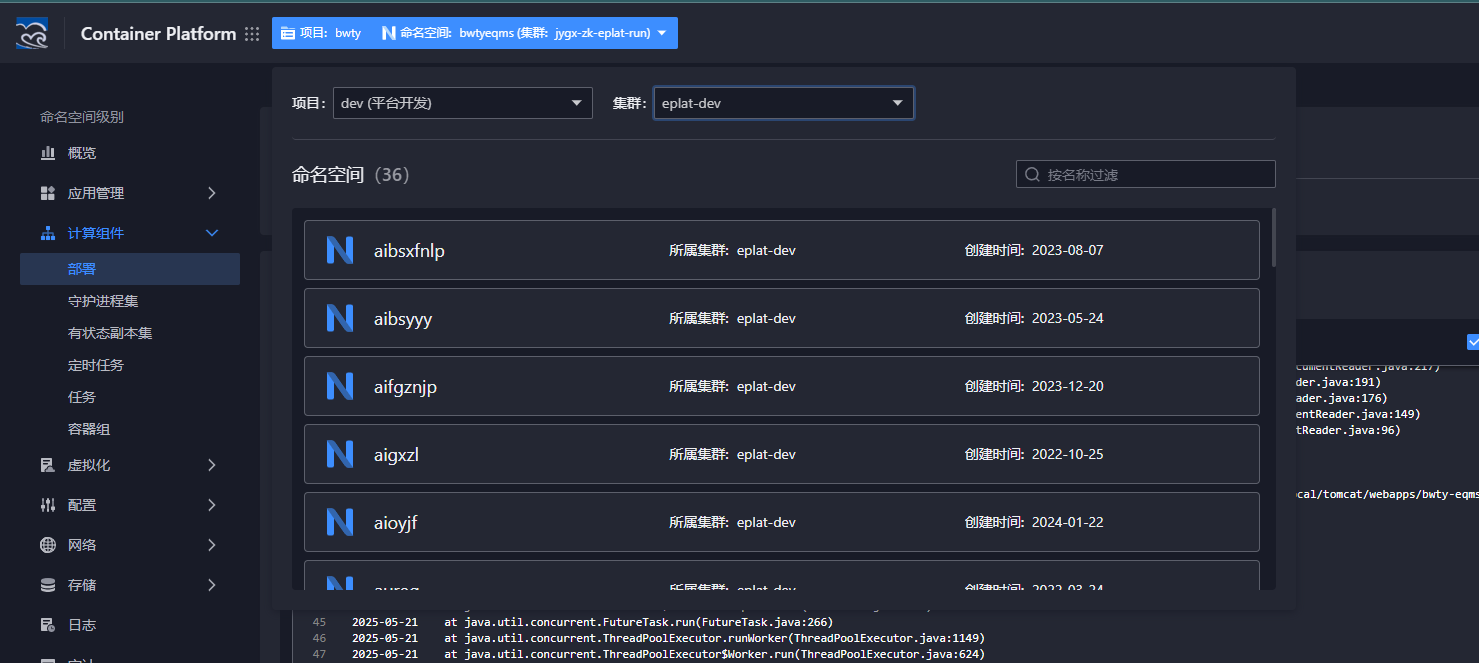 Container Platform 项目: bwty 命名空间: bwtyeqms (集群: jygx-zk-eplat-run)
命名空间级别
概览
应用管理
计算组件
部署
守护进程集
有状态副本集
定时任务
任务
容器组
虚拟化
配置
网络
存储
日志
项目: dev (平台开发) 集群: eplat-dev
命名空间 (36) 按名称过滤
aibsxfnlp 所属集群: eplat-dev 创建时间: 2023-08-07
aibsyyy 所属集群: eplat-dev 创建时间: 2023-05-24
aifgznjp 所属集群: eplat-dev 创建时间: 2023-12-20
aigxzl 所属集群: eplat-dev 创建时间: 2022-10-25
aioyjf 所属集群: eplat-dev 创建时间: 2024-01-22
所属集群: eplat-dev 创建时间: 2022-03-24
cumentReader.java:217)
der.java:191)
ader.java:176)
entReader.java:149)
tReader.java:96)
ocal/tomcat/webapps/bwty-eqms
45 2025-05-21 at java.util.concurrent.FutureTask.run(FutureTask.java:266)
46 2025-05-21 at java.util.concurrent.ThreadPoolExecutor.runWorker(ThreadPoolExecutor.java:1149)
47 2025-05-21 at java.util.concurrent.ThreadPoolExecutor$Worker.run(ThreadPoolExecutor.java:624)